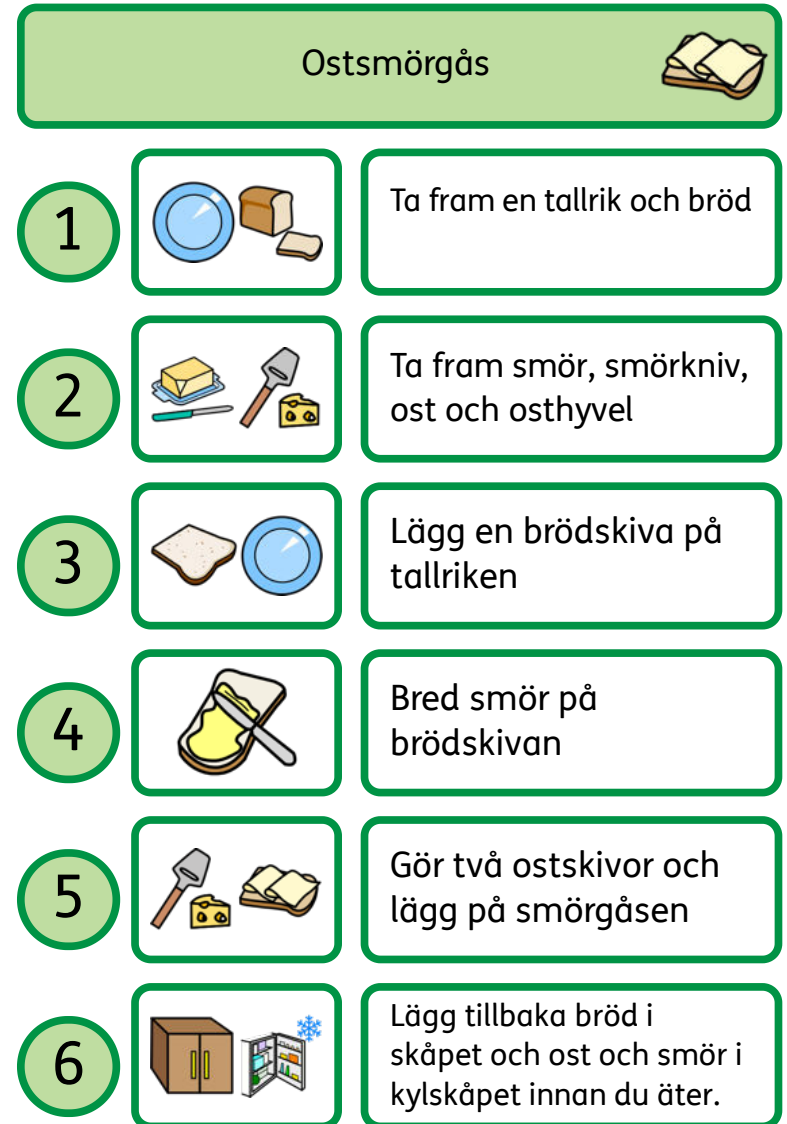 Ostsmörgås
1
Ta fram en tallrik och bröd
2
Ta fram smör, smörkniv,
ost och osthyvel
3
Lägg en brödskiva på
tallriken
4
Bred smör på
brödskivan
5
Gör två ostskivor och
lägg på smörgåsen
6
Lägg tillbaka bröd i
skåpet och ost och smör i
kylskåpet innan du äter.